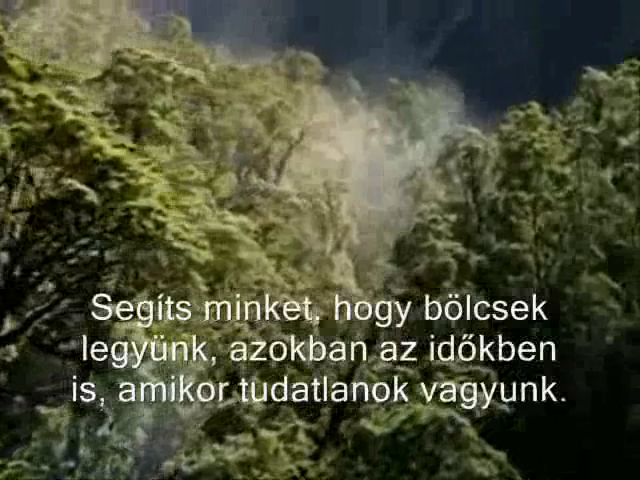 Segíts minket, hogy bölcsek
legyünk, azokban az időkben
is, amikor tudatlanok vagyunk.